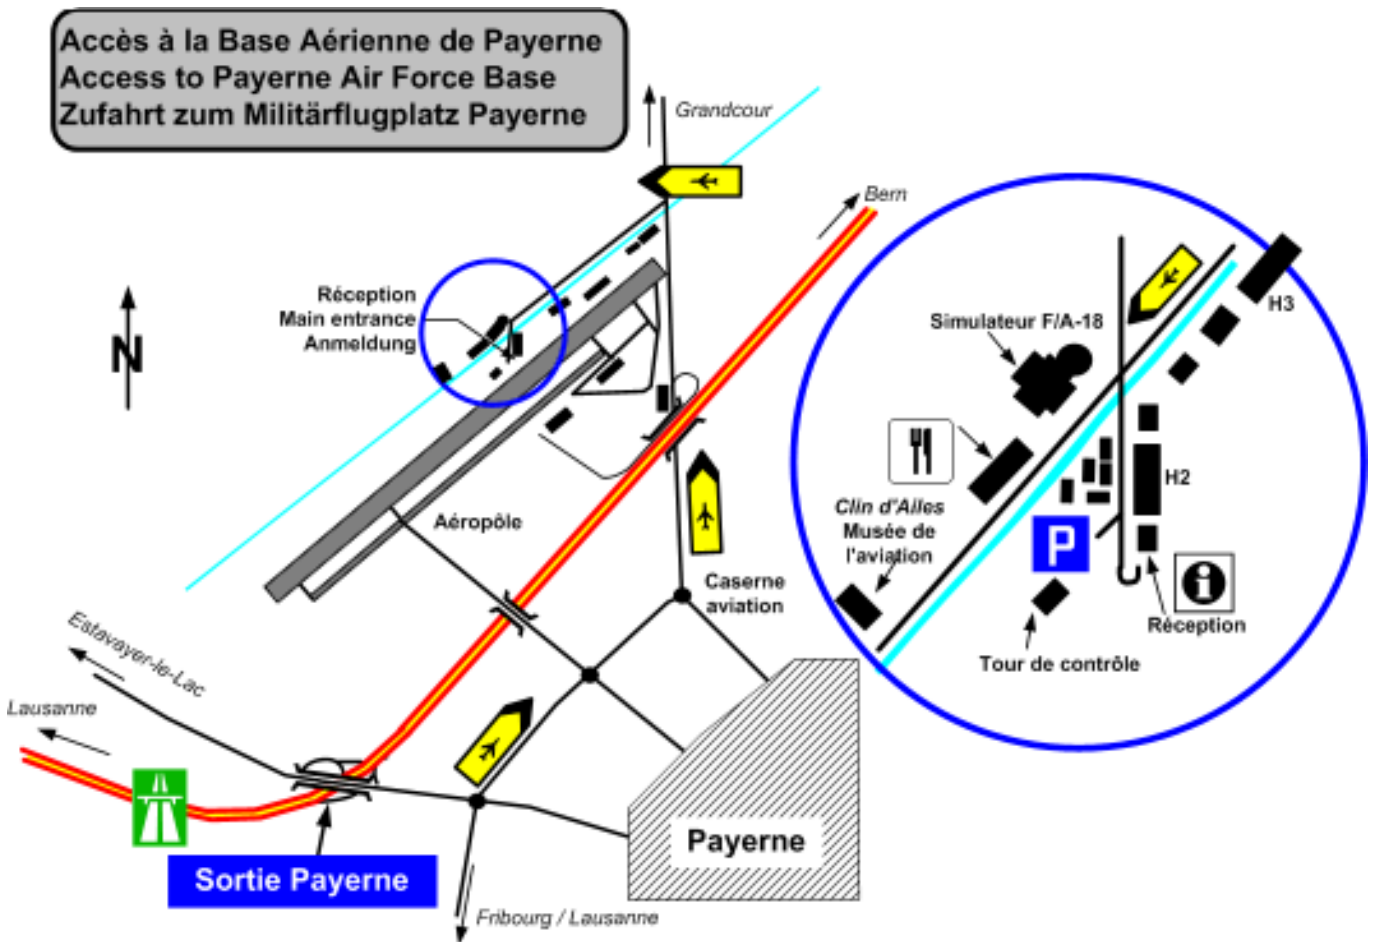 Accès à la Base Aérienne de Payerne
Access to Payerne Air Force Base
Zufahrt zum Militärflugplatz Payerne
Grandcour
Bern
Réception
Main entrance
Anmeldung
N
Aéropôle
Caserne
aviation
Estavayer-le-Lac
Lausanne
Sortie Payerne
Payerne
Fribourg / Lausanne
H3
Simulateur F/A-18
H2
Clin d'Ailes
Musée de
l'aviation
P
i
Réception
Tour de contrôle